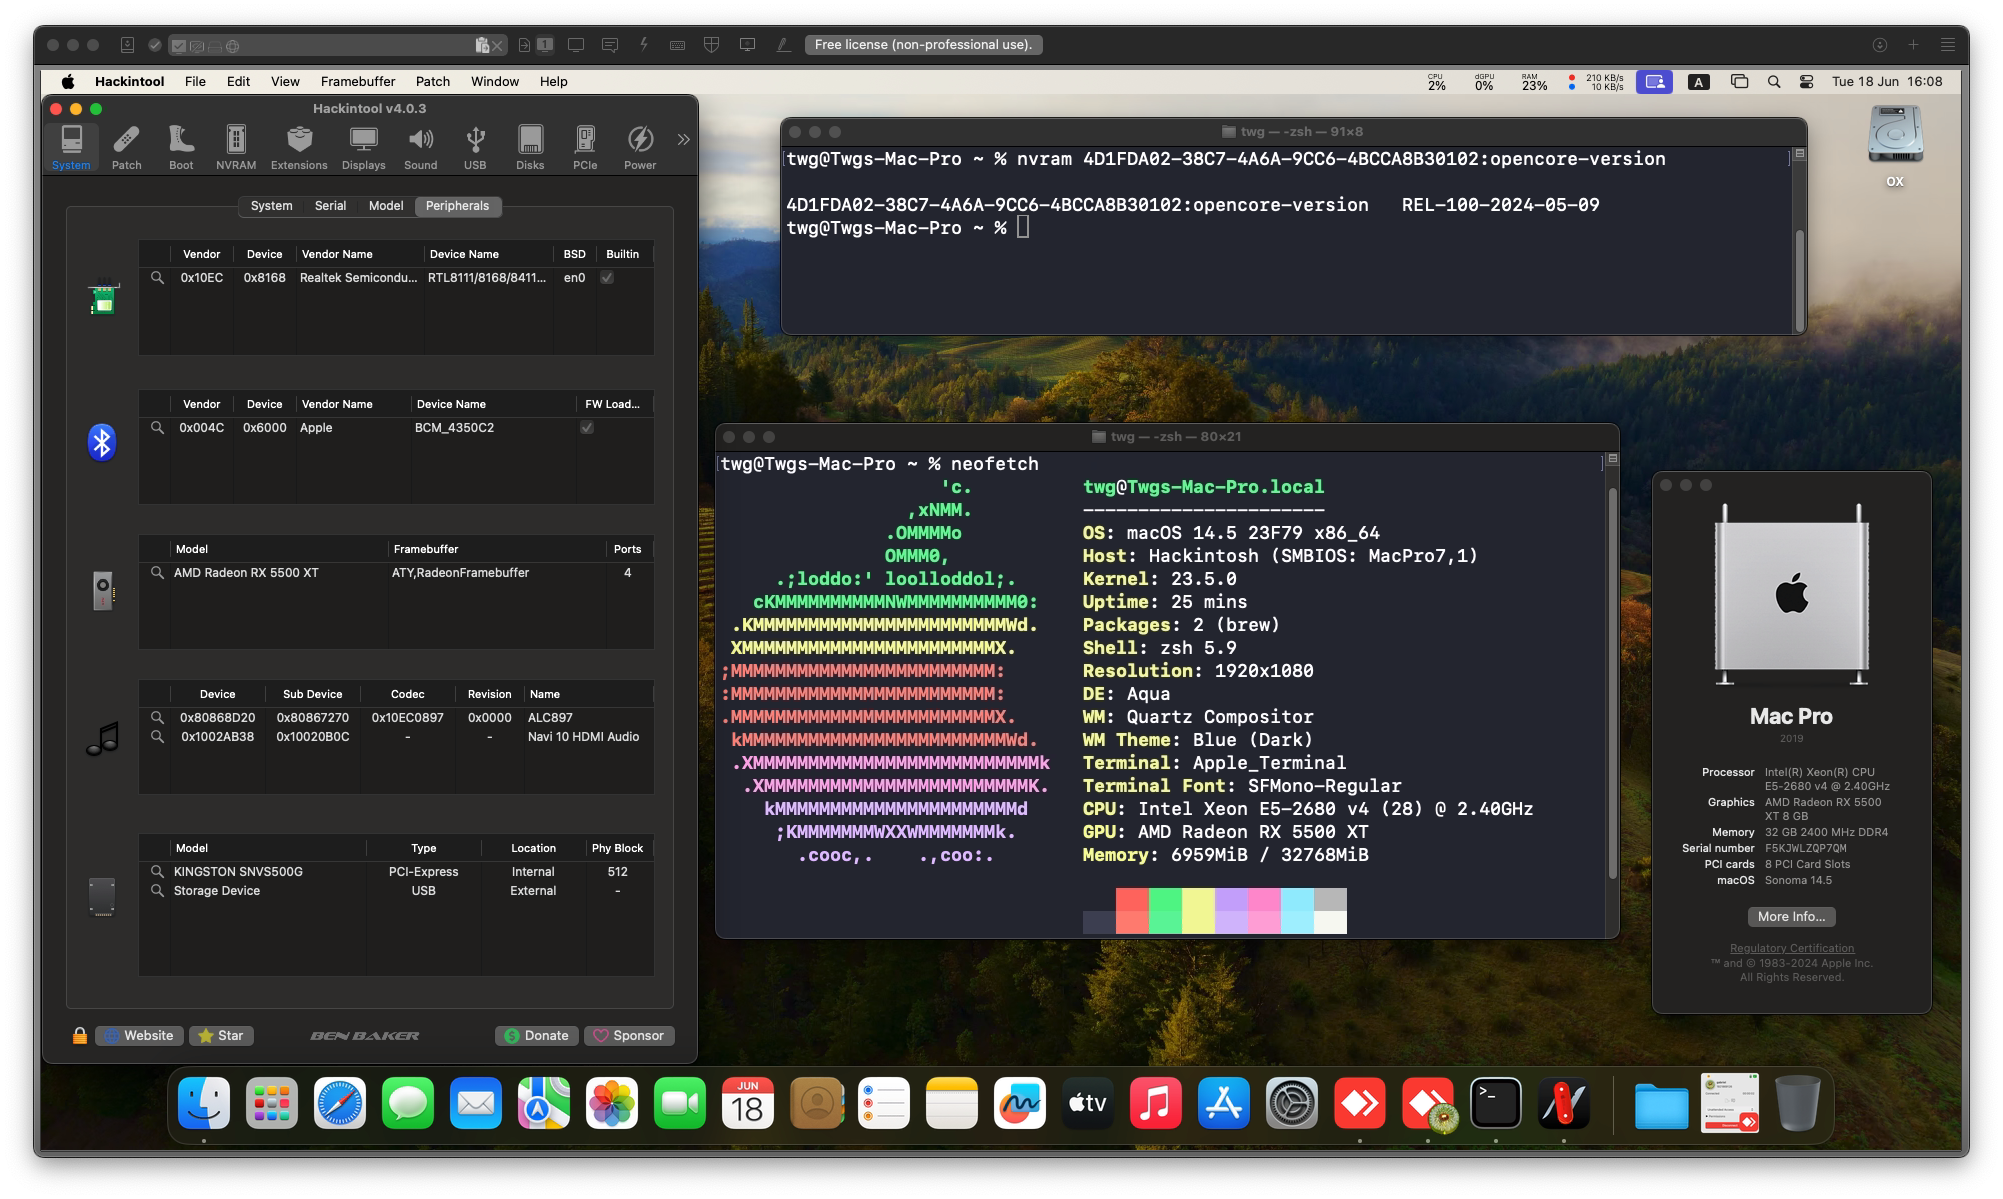 1
Free license (non-professional use).
Hackintool File Edit View Framebuffer Patch Window Help
CPU 2% dGPU 0% RAM 23% 210 KB/s 10 KB/s A Tue 18 Jun 16:08
Hackintool v4.0.3
System Patch Boot NVRAM Extensions Displays Sound USB Disks PCIe Power
System Serial Model Peripherals
Vendor Device Vendor Name Device Name BSD Builtin
0x10EC 0x8168 Realtek Semicondu... RTL8111/8168/8411... en0
Vendor Device Vendor Name Device Name FW Load...
0x004C 0x6000 Apple BCM_4350C2
Model Framebuffer Ports
AMD Radeon RX 5500 XT ATY,RadeonFramebuffer 4
Device Sub Device Codec Revision Name
0x80868D20 0x80867270 0x10EC0897 0x0000 ALC897
0x1002AB38 0x10020B0C - - Navi 10 HDMI Audio
Model Type Location Phy Block
KINGSTON SNVS500G PCI-Express Internal 512
Storage Device USB External -
Website Star BEN BAKER Donate Sponsor
twg — -zsh — 91×8
twg@Twgs-Mac-Pro ~ % nvram 4D1FDA02-38C7-4A6A-9CC6-4BCCA8B30102:opencore-version
4D1FDA02-38C7-4A6A-9CC6-4BCCA8B30102:opencore-version REL-100-2024-05-09
twg@Twgs-Mac-Pro ~ %
OX
twg — -zsh — 80×21
twg@Twgs-Mac-Pro ~ % neofetch
'c. twg@Twgs-Mac-Pro.local
,xNMM. ----------------------
.OMMMMo OS: macOS 14.5 23F79 x86_64
OMMM0, Host: Hackintosh (SMBIOS: MacPro7,1)
.;loddo:' loolloddol;. Kernel: 23.5.0
cKMMMMMMMMMMNWMMMMMMMMMM0: Uptime: 25 mins
.KMMMMMMMMMMMMMMMMMMMMMMMWd. Packages: 2 (brew)
XMMMMMMMMMMMMMMMMMMMMMMMX. Shell: zsh 5.9
;MMMMMMMMMMMMMMMMMMMMMMMM: Resolution: 1920x1080
:MMMMMMMMMMMMMMMMMMMMMMMM: DE: Aqua
.MMMMMMMMMMMMMMMMMMMMMMMMX. WM: Quartz Compositor
kMMMMMMMMMMMMMMMMMMMMMMMMWd. WM Theme: Blue (Dark)
.XMMMMMMMMMMMMMMMMMMMMMMMMMMk Terminal: Apple_Terminal
.XMMMMMMMMMMMMMMMMMMMMMMMMK. Terminal Font: SFMono-Regular
kMMMMMMMMMMMMMMMMMMMMMMd CPU: Intel Xeon E5-2680 v4 (28) @ 2.40GHz
;KMMMMMMMWXXWMMMMMMMk. GPU: AMD Radeon RX 5500 XT
.cooc,. .,coo:. Memory: 6959MiB / 32768MiB
Mac Pro
2019
Processor Intel(R) Xeon(R) CPU
E5-2680 v4 @ 2.40GHz
Graphics AMD Radeon RX 5500
XT 8 GB
Memory 32 GB 2400 MHz DDR4
Serial number F5KJWLZQP7QM
PCI cards 8 PCI Card Slots
macOS Sonoma 14.5
More Info...
Regulatory Certification
™ and © 1983-2024 Apple Inc.
All Rights Reserved.
JUN
18
tv
>_